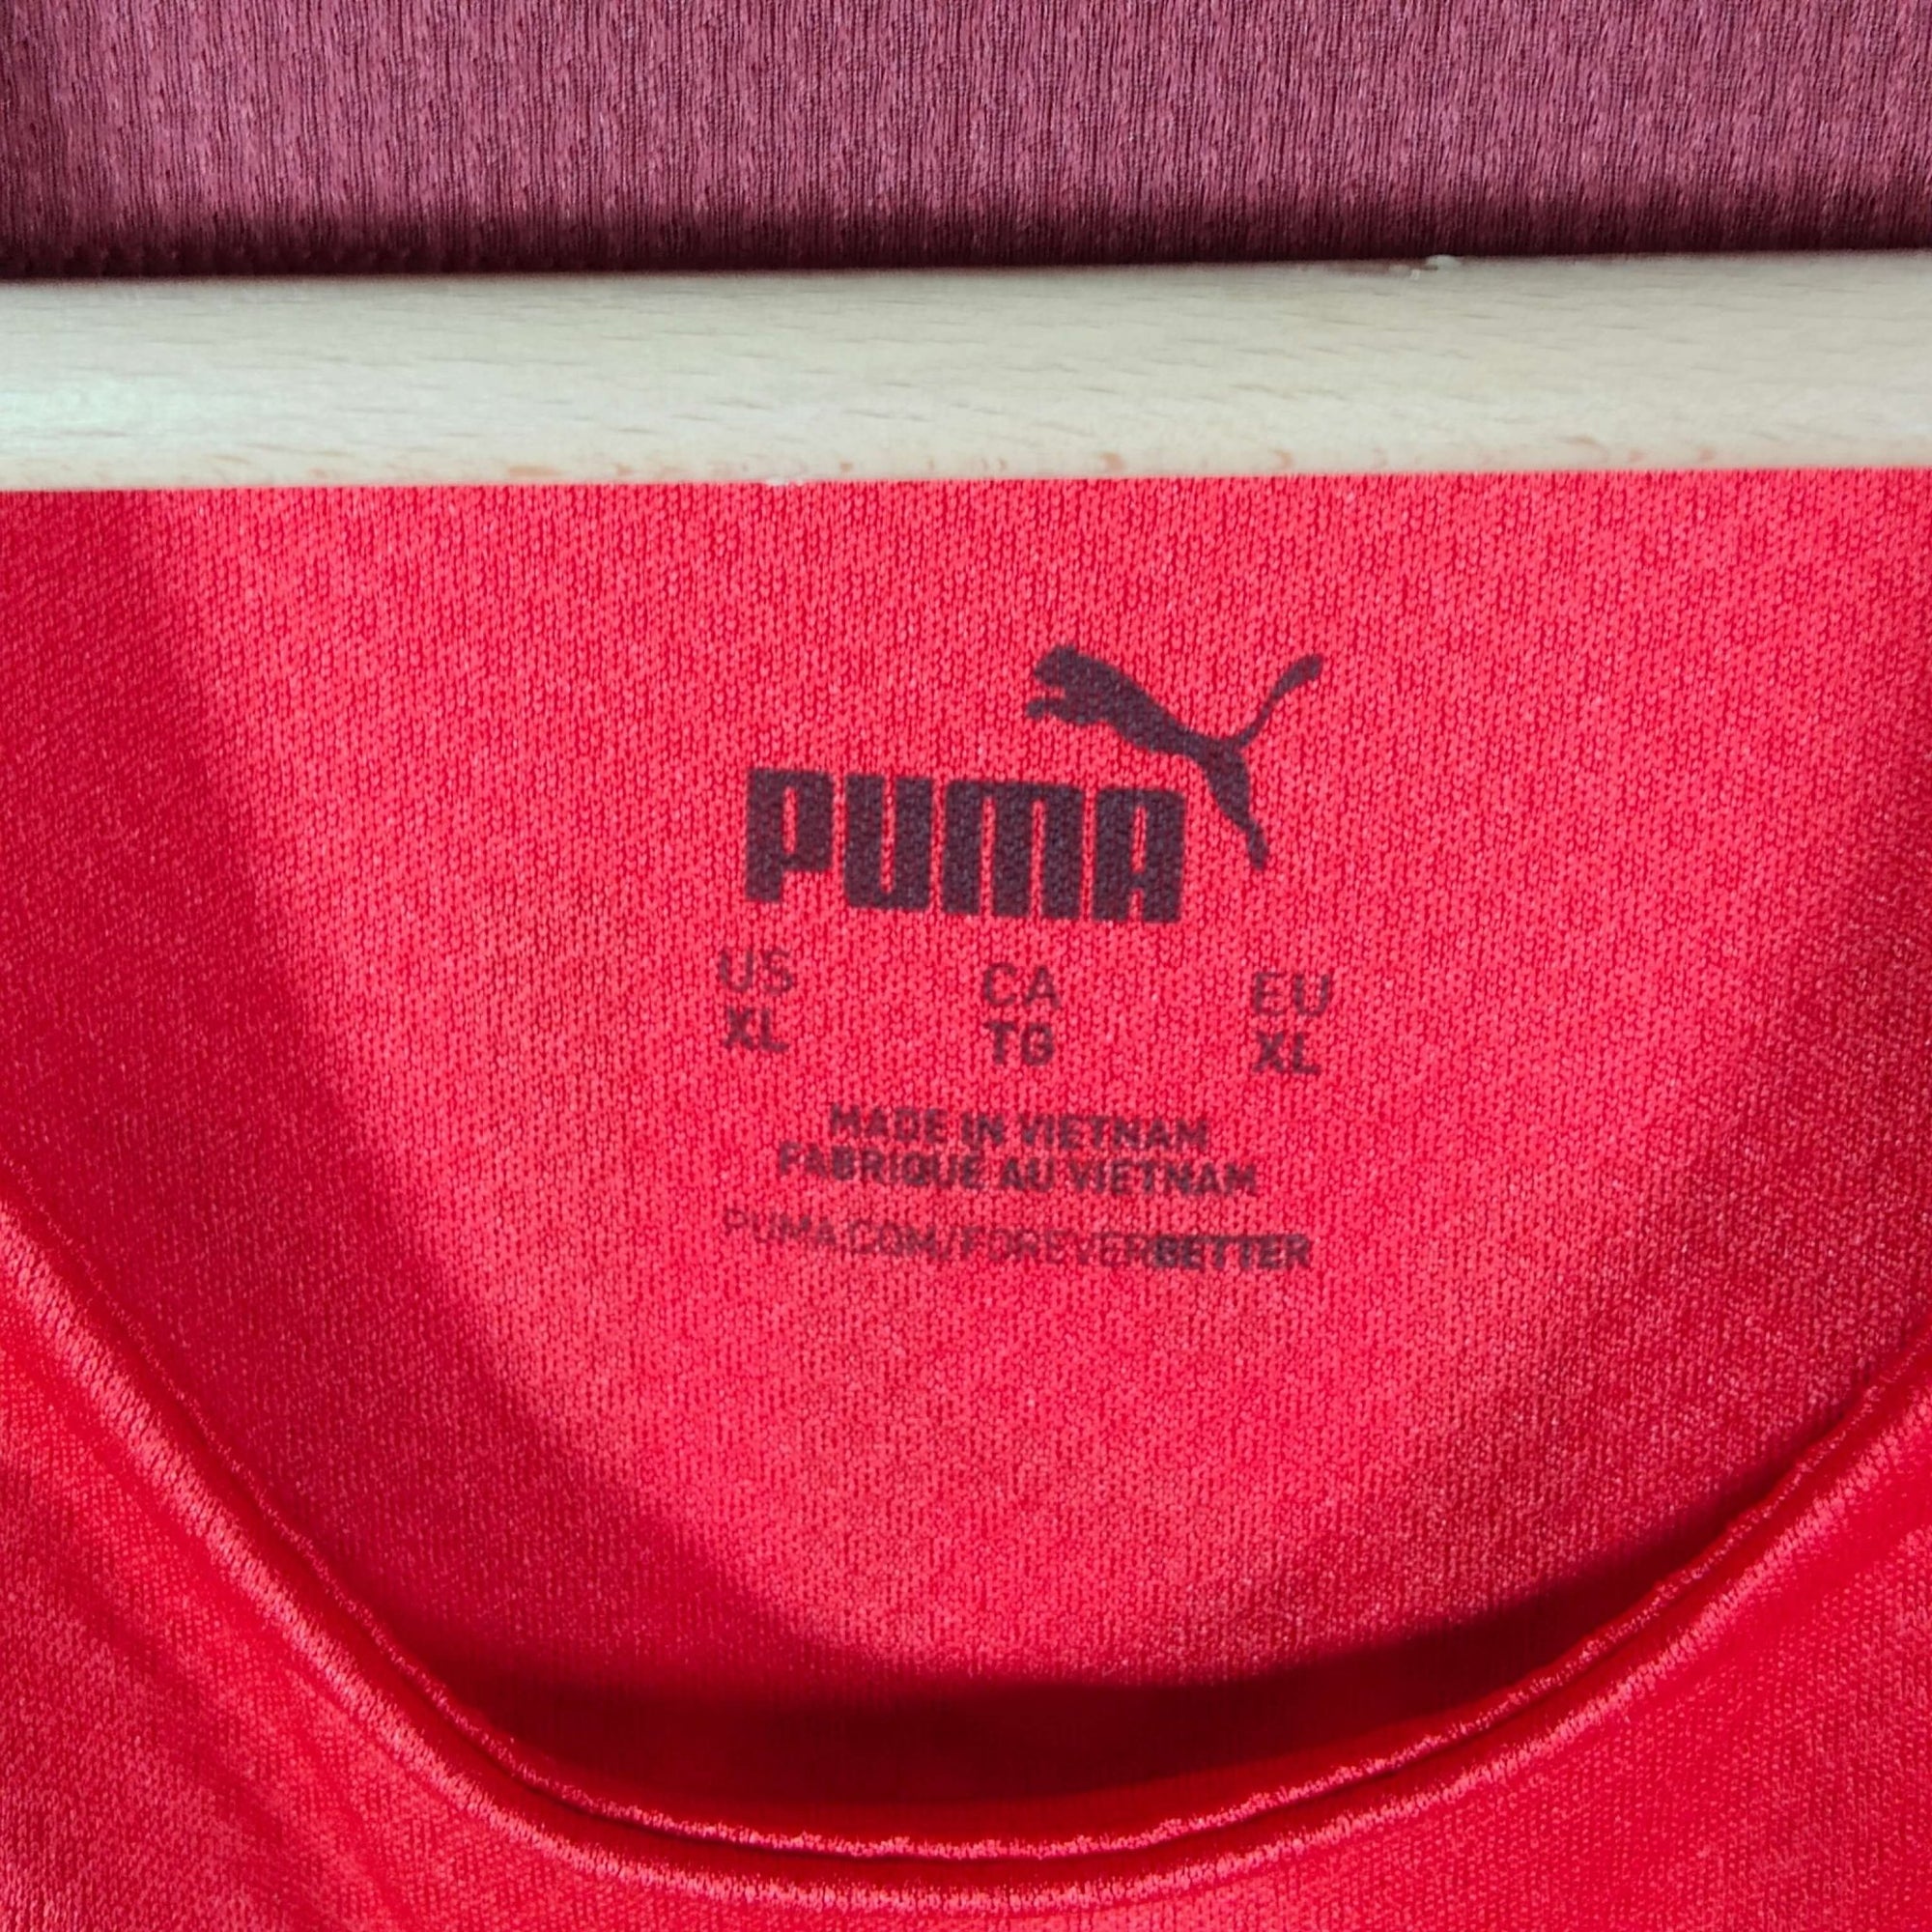 PUMA
US CA EU
XL TG XL
MADE IN VIETNAM
FABRIQUE AU VIETNAM
PUMA.COM/FOREVERBETTER